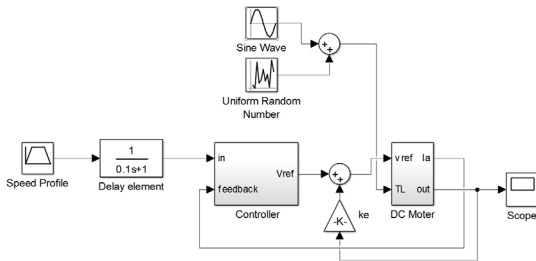 Sine Wave
Uniform Random
Number
Speed Profile
1
0.1s+1
Delay element
in
feedback
Vref
Controller
+
+
+
+
-K-
ke
vref
Ia
TL
out
DC Moter
Scope